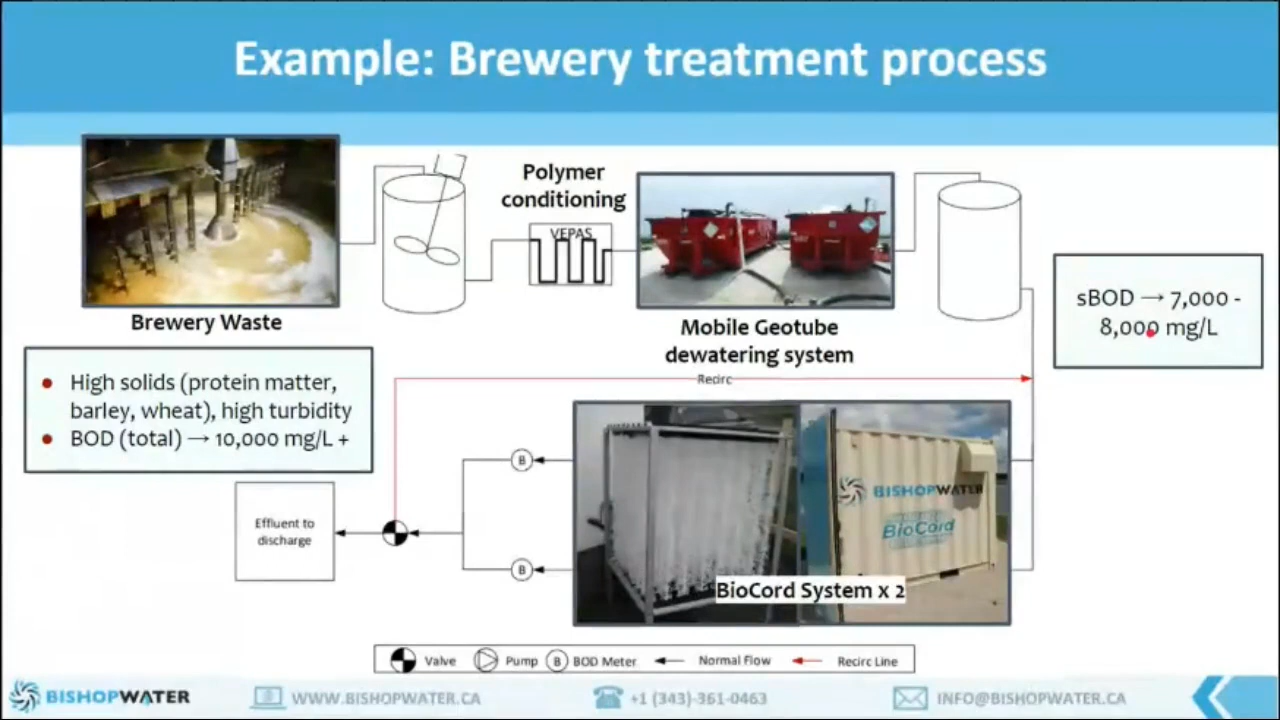 Example: Brewery treatment process
Polymer
conditioning
VEPAS
Brewery Waste
Mobile Geotube
dewatering system
sBOD → 7,000 -
8,000 mg/L
● High solids (protein matter,
barley, wheat), high turbidity
● BOD (total) → 10,000 mg/L +
Recirc
B
B
Effluent to
discharge
BISHOPWATER
BioCord
BioCord System x 2
Valve
Pump
B
BOD Meter
Normal Flow
Recirc Line
BISHOPWATER
WWW.BISHOPWATER.CA
+1 (343)-361-0463
INFO@BISHOPWATER.CA